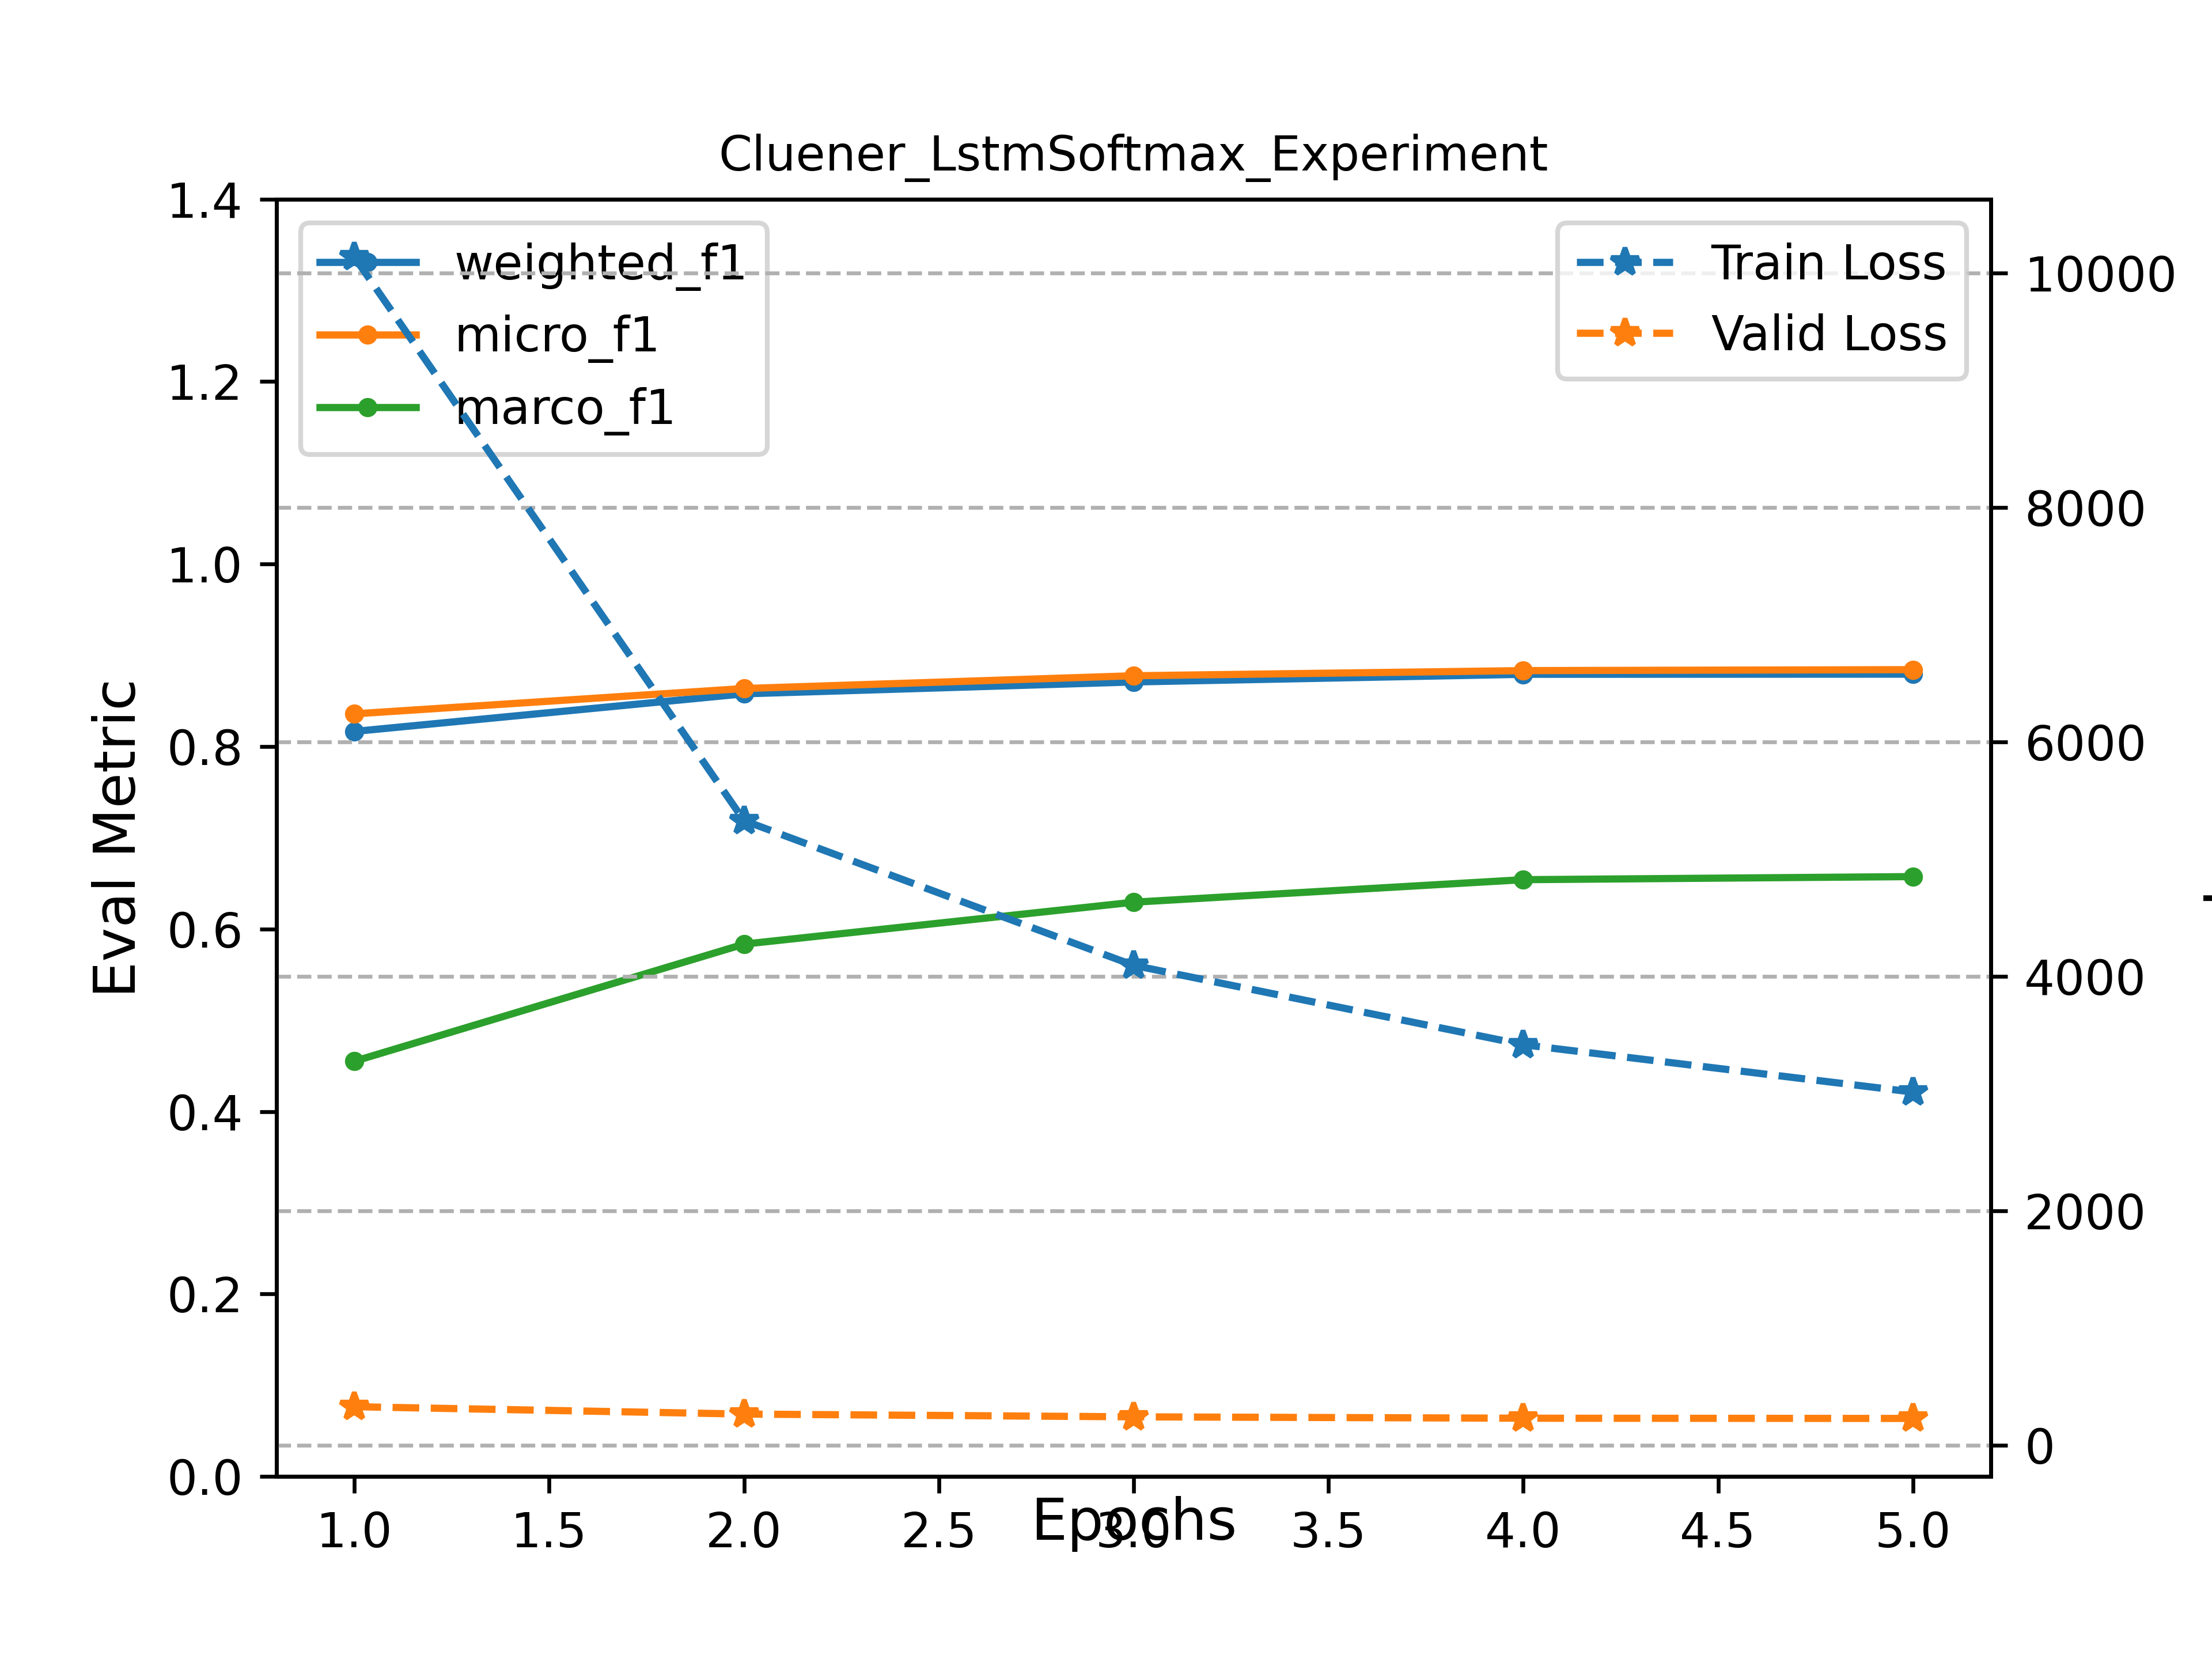 Cluener_LstmSoftmax_Experiment
1.4
1.2
1.0
0.8
0.6
0.4
0.2
0.0
Eval Metric
weighted_f1
micro_f1
marco_f1
Train Loss
Valid Loss
10000
8000
6000
4000
2000
0
1.0 1.5 2.0 2.5 3.0 3.5 4.0 4.5 5.0
Epochs